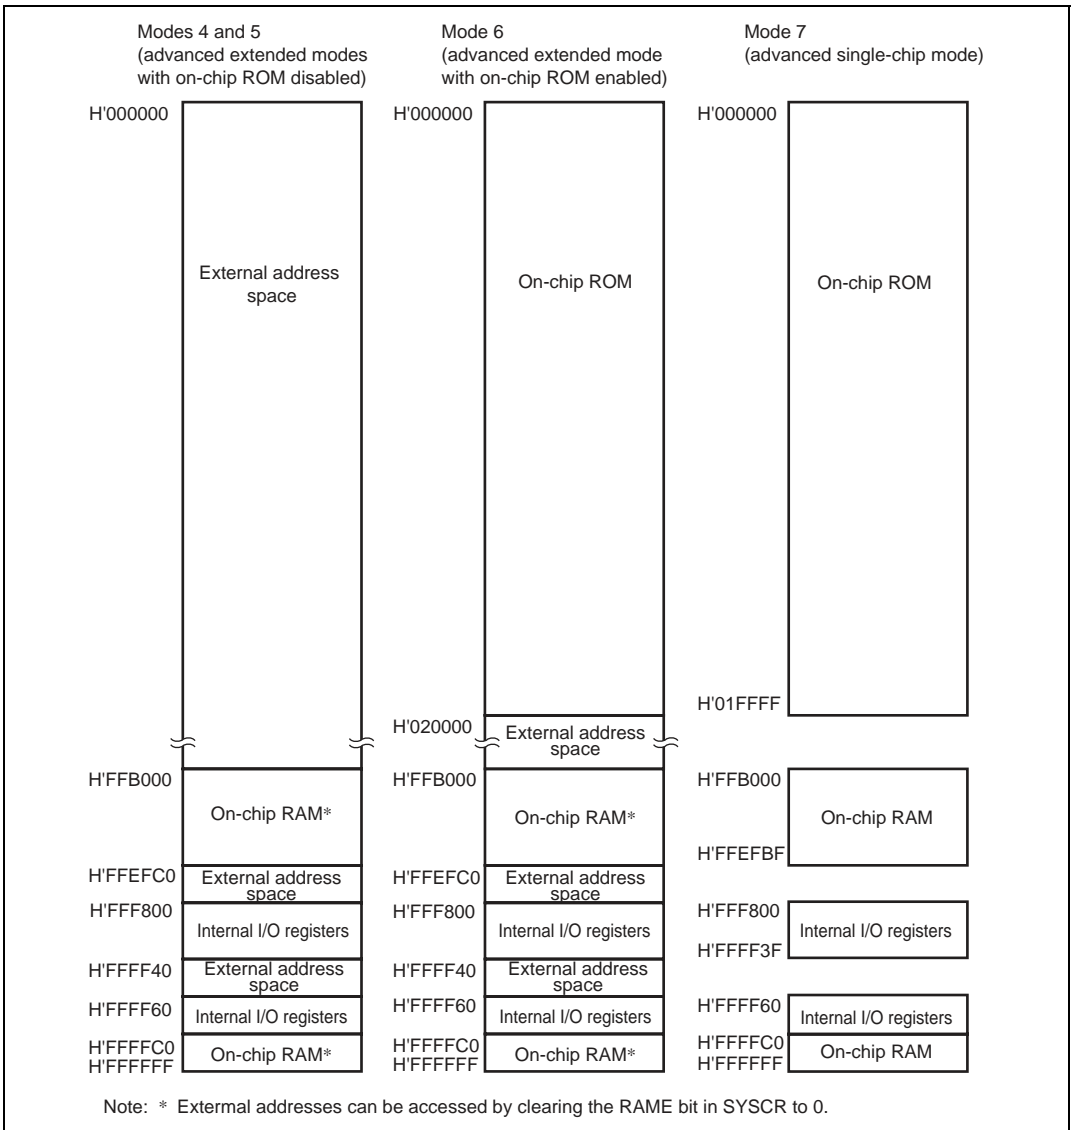 Modes 4 and 5
(advanced extended modes
with on-chip ROM disabled)
H'000000
External address
space
H'FFB000
On-chip RAM*
H'FFEFC0
External address
space
H'FFF800
Internal I/O registers
H'FFFF40
External address
space
H'FFFF60
Internal I/O registers
H'FFFFC0
On-chip RAM*
H'FFFFFF
Mode 6
(advanced extended mode
with on-chip ROM enabled)
H'000000
On-chip ROM
H'020000
External address
space
H'FFB000
On-chip RAM*
H'FFEFC0
External address
space
H'FFF800
Internal I/O registers
H'FFFF40
External address
space
H'FFFF60
Internal I/O registers
H'FFFFC0
On-chip RAM*
H'FFFFFF
Mode 7
(advanced single-chip mode)
H'000000
On-chip ROM
H'01FFFF
H'FFB000
On-chip RAM
H'FFEFBF
H'FFF800
Internal I/O registers
H'FFFF3F
H'FFFF60
Internal I/O registers
H'FFFFC0
On-chip RAM
H'FFFFFF
Note: * Extermal addresses can be accessed by clearing the RAME bit in SYSCR to 0.